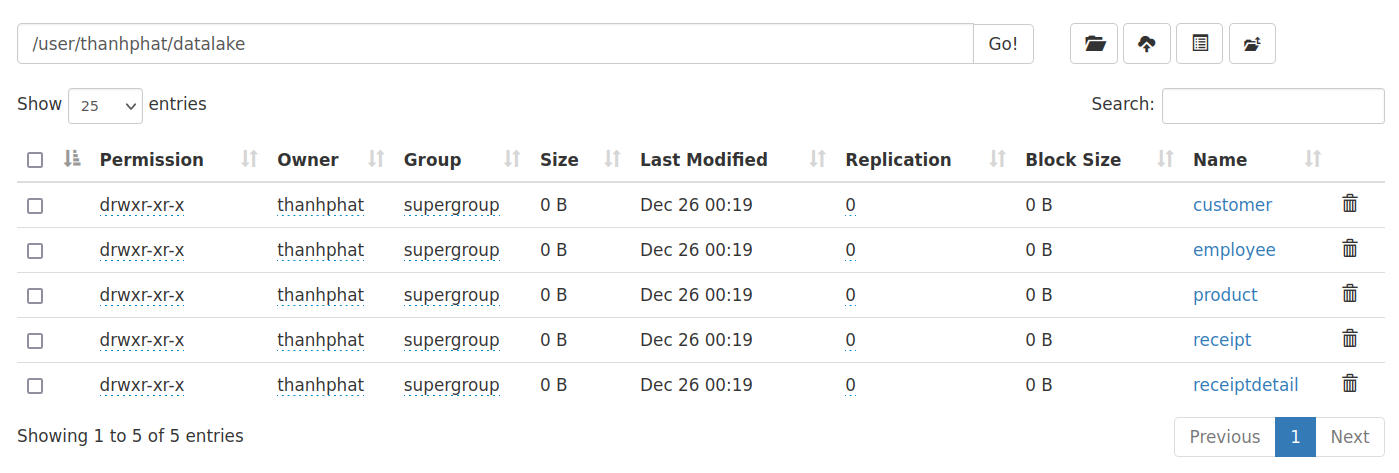 /user/thanhphat/datalake Go!
Show 25 entries Search:
Permission Owner Group Size Last Modified Replication Block Size Name
drwxr-xr-x thanhphat supergroup 0 B Dec 26 00:19 0 0 B customer
drwxr-xr-x thanhphat supergroup 0 B Dec 26 00:19 0 0 B employee
drwxr-xr-x thanhphat supergroup 0 B Dec 26 00:19 0 0 B product
drwxr-xr-x thanhphat supergroup 0 B Dec 26 00:19 0 0 B receipt
drwxr-xr-x thanhphat supergroup 0 B Dec 26 00:19 0 0 B receiptdetail
Showing 1 to 5 of 5 entries Previous 1 Next